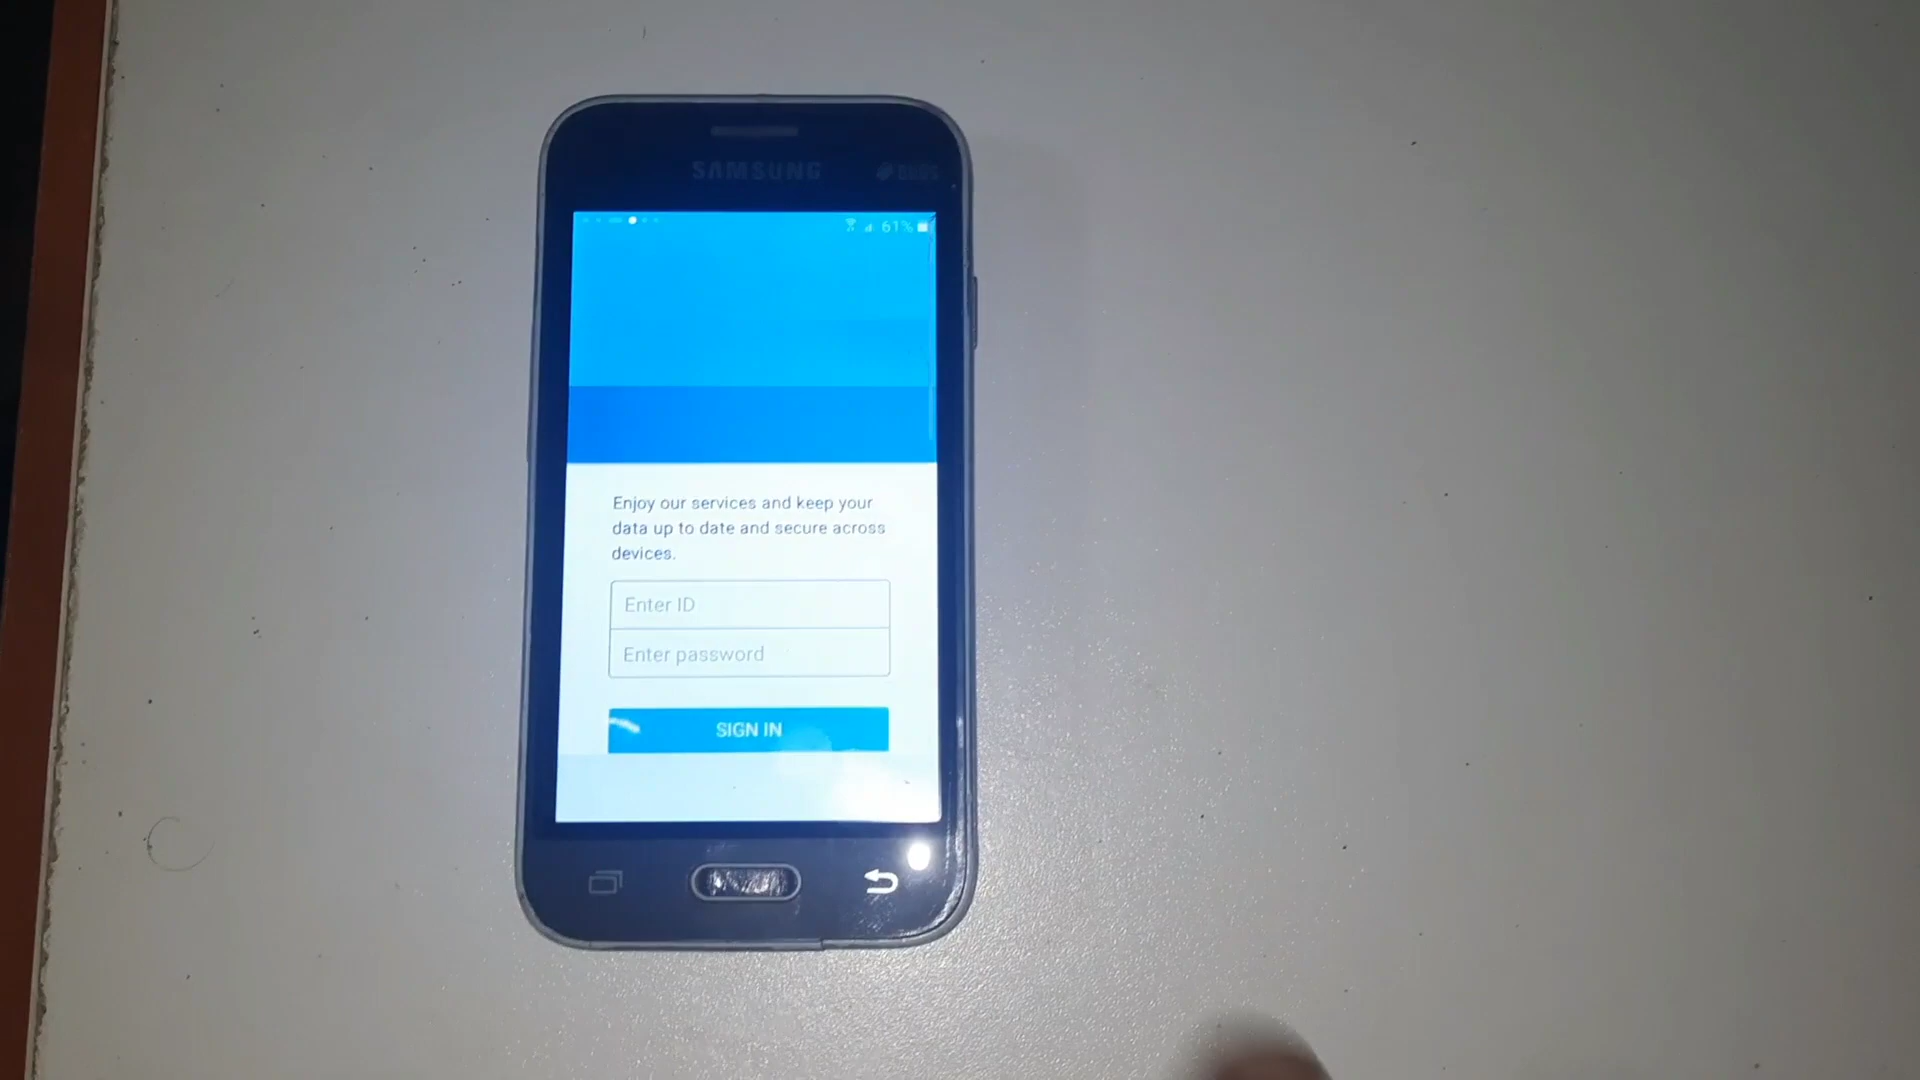 SAMSUNG
DUOS
61%
Enjoy our services and keep your
data up to date and secure across
devices.
Enter ID
Enter password
SIGN IN